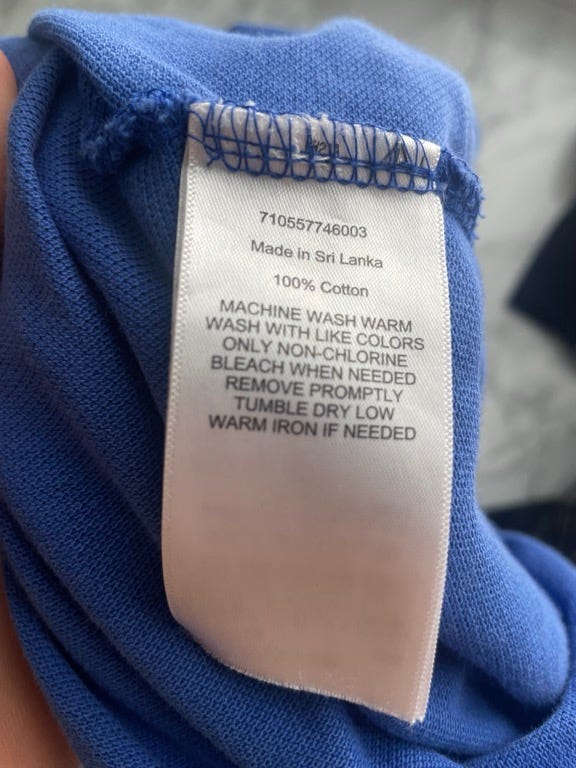 710557746003
Made in Sri Lanka
100% Cotton
MACHINE WASH WARM
WASH WITH LIKE COLORS
ONLY NON-CHLORINE
BLEACH WHEN NEEDED
REMOVE PROMPTLY
TUMBLE DRY LOW
WARM IRON IF NEEDED